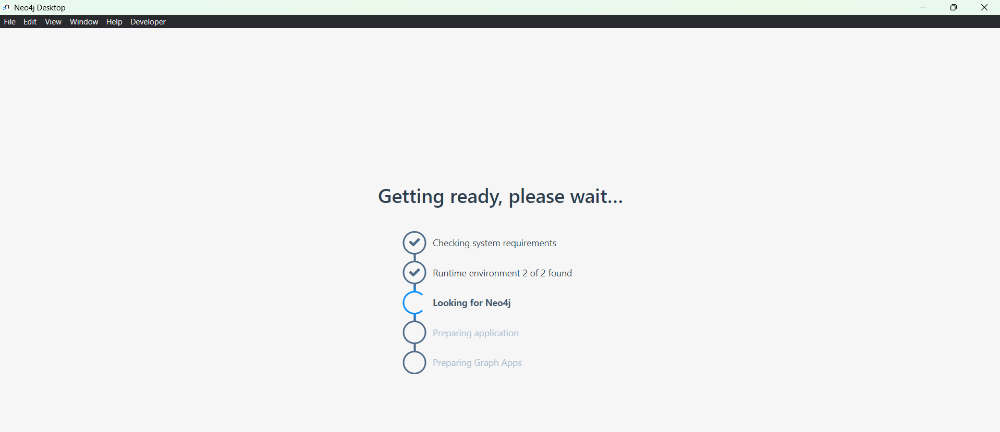 Neo4j Desktop
File Edit View Window Help Developer
Getting ready, please wait...
Checking system requirements
Runtime environment 2 of 2 found
Looking for Neo4j
Preparing application
Preparing Graph Apps